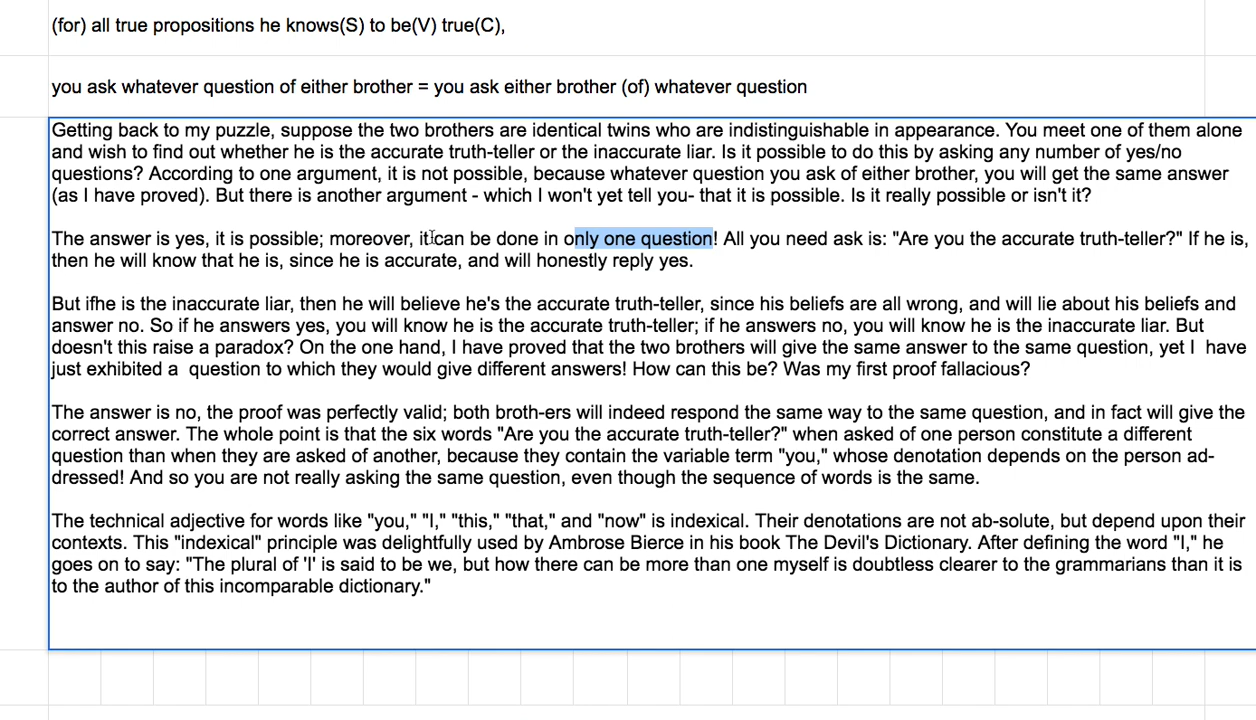 (for) all true propositions he knows(S) to be(V) true(C),
you ask whatever question of either brother = you ask either brother (of) whatever question
Getting back to my puzzle, suppose the two brothers are identical twins who are indistinguishable in appearance. You meet one of them alone
and wish to find out whether he is the accurate truth-teller or the inaccurate liar. Is it possible to do this by asking any number of yes/no
questions? According to one argument, it is not possible, because whatever question you ask of either brother, you will get the same answer
(as I have proved). But there is another argument - which I won't yet tell you- that it is possible. Is it really possible or isn't it?
The answer is yes, it is possible; moreover, it can be done in only one question! All you need ask is: "Are you the accurate truth-teller?" If he is,
then he will know that he is, since he is accurate, and will honestly reply yes.
But ifhe is the inaccurate liar, then he will believe he's the accurate truth-teller, since his beliefs are all wrong, and will lie about his beliefs and
answer no. So if he answers yes, you will know he is the accurate truth-teller; if he answers no, you will know he is the inaccurate liar. But
doesn't this raise a paradox? On the one hand, I have proved that the two brothers will give the same answer to the same question, yet I  have
just exhibited a  question to which they would give different answers! How can this be? Was my first proof fallacious?
The answer is no, the proof was perfectly valid; both broth-ers will indeed respond the same way to the same question, and in fact will give the
correct answer. The whole point is that the six words "Are you the accurate truth-teller?" when asked of one person constitute a different
question than when they are asked of another, because they contain the variable term "you," whose denotation depends on the person ad-
dressed! And so you are not really asking the same question, even though the sequence of words is the same.
The technical adjective for words like "you," "I," "this," "that," and "now" is indexical. Their denotations are not ab-solute, but depend upon their
contexts. This "indexical" principle was delightfully used by Ambrose Bierce in his book The Devil's Dictionary. After defining the word "I," he
goes on to say: "The plural of 'I' is said to be we, but how there can be more than one myself is doubtless clearer to the grammarians than it is
to the author of this incomparable dictionary."